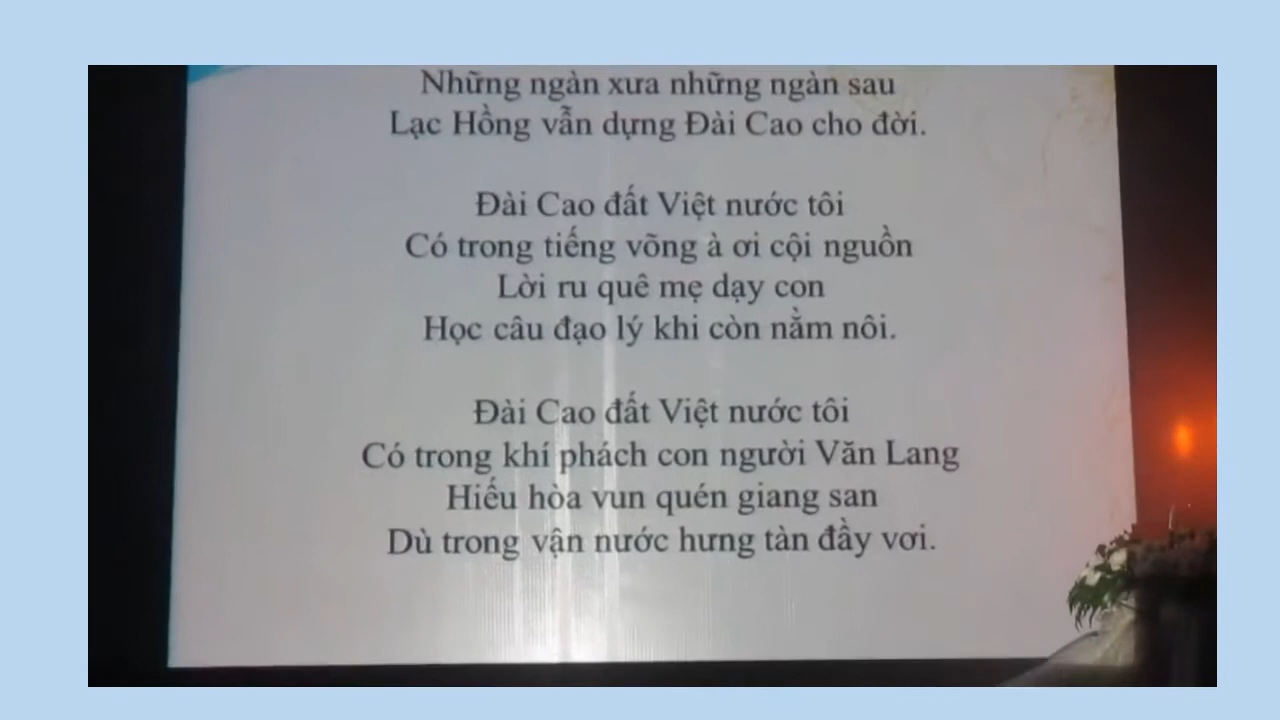 Những ngàn xưa những ngàn sau
Lạc Hồng vẫn dựng Đài Cao cho đời.
Đài Cao đất Việt nước tôi
Có trong tiếng võng à ơi cội nguồn
Lời ru quê mẹ dạy con
Học câu đạo lý khi còn nằm nôi.
Đài Cao đất Việt nước tôi
Có trong khí phách con người Văn Lang
Hiếu hòa vun quén giang san
Dù trong vận nước hưng tàn đầy vơi.